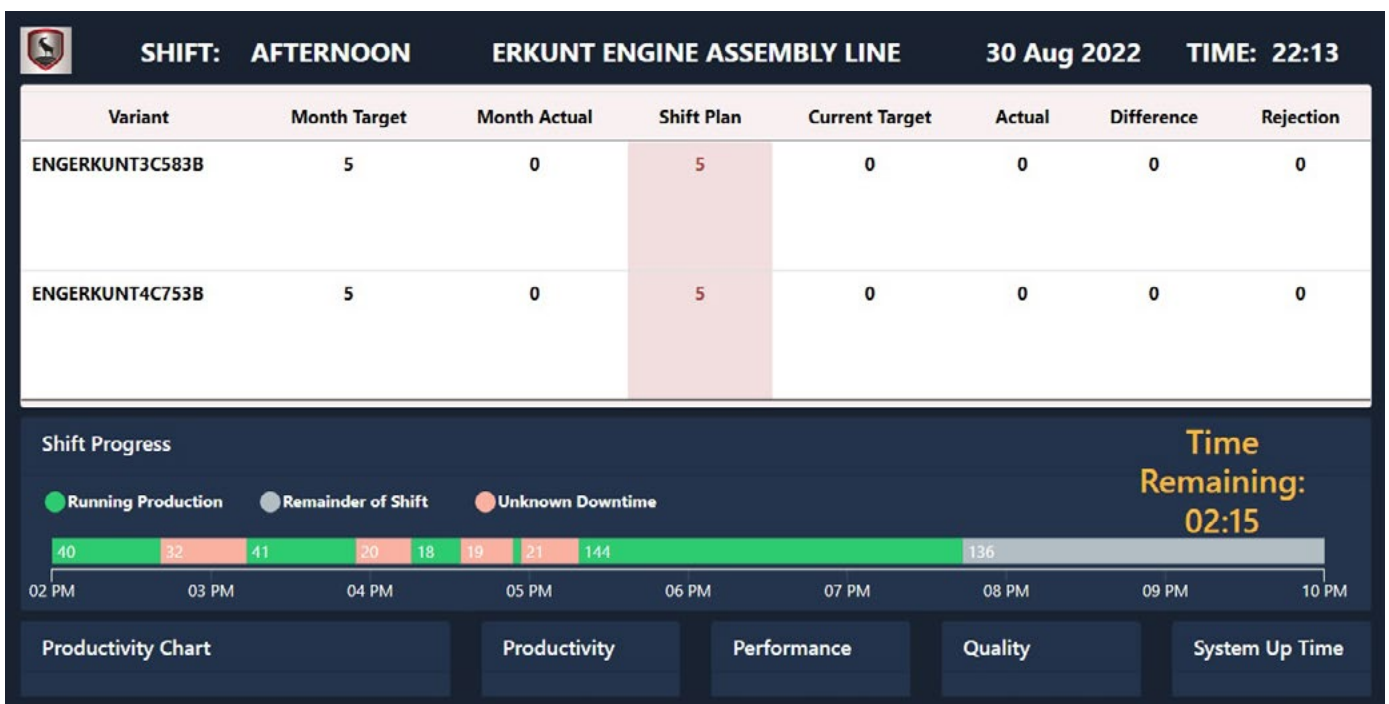 SHIFT: AFTERNOON ERKUNT ENGINE ASSEMBLY LINE 30 Aug 2022 TIME: 22:13
Variant Month Target Month Actual Shift Plan Current Target Actual Difference Rejection
ENGERKUNT3C583B 5 0 5 0 0 0 0
ENGERKUNT4C753B 5 0 5 0 0 0 0
Shift Progress
Time
Remaining:
02:15
Running Production Remainder of Shift Unknown Downtime
40 32 41 20 18 19 21 144 136
02 PM 03 PM 04 PM 05 PM 06 PM 07 PM 08 PM 09 PM 10 PM
Productivity Chart Productivity Performance Quality System Up Time